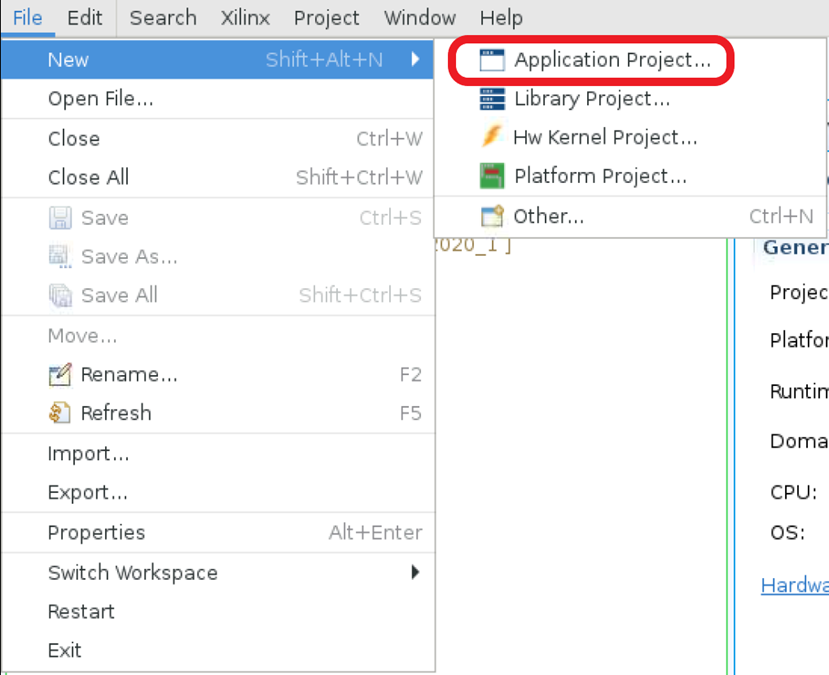 File Edit Search Xilinx Project Window Help
New Shift+Alt+N
Open File...
Close Ctrl+W
Close All Shift+Ctrl+W
Save Ctrl+S
Save As...
Save All Shift+Ctrl+S
Move...
Rename... F2
Refresh F5
Import...
Export...
Properties Alt+Enter
Switch Workspace
Restart
Exit
Application Project...
Library Project...
Hw Kernel Project...
Platform Project...
Other... Ctrl+N
2020_1 ]
Gener
Projec
Platfor
Runtim
Doma
CPU:
OS:
Hardwa